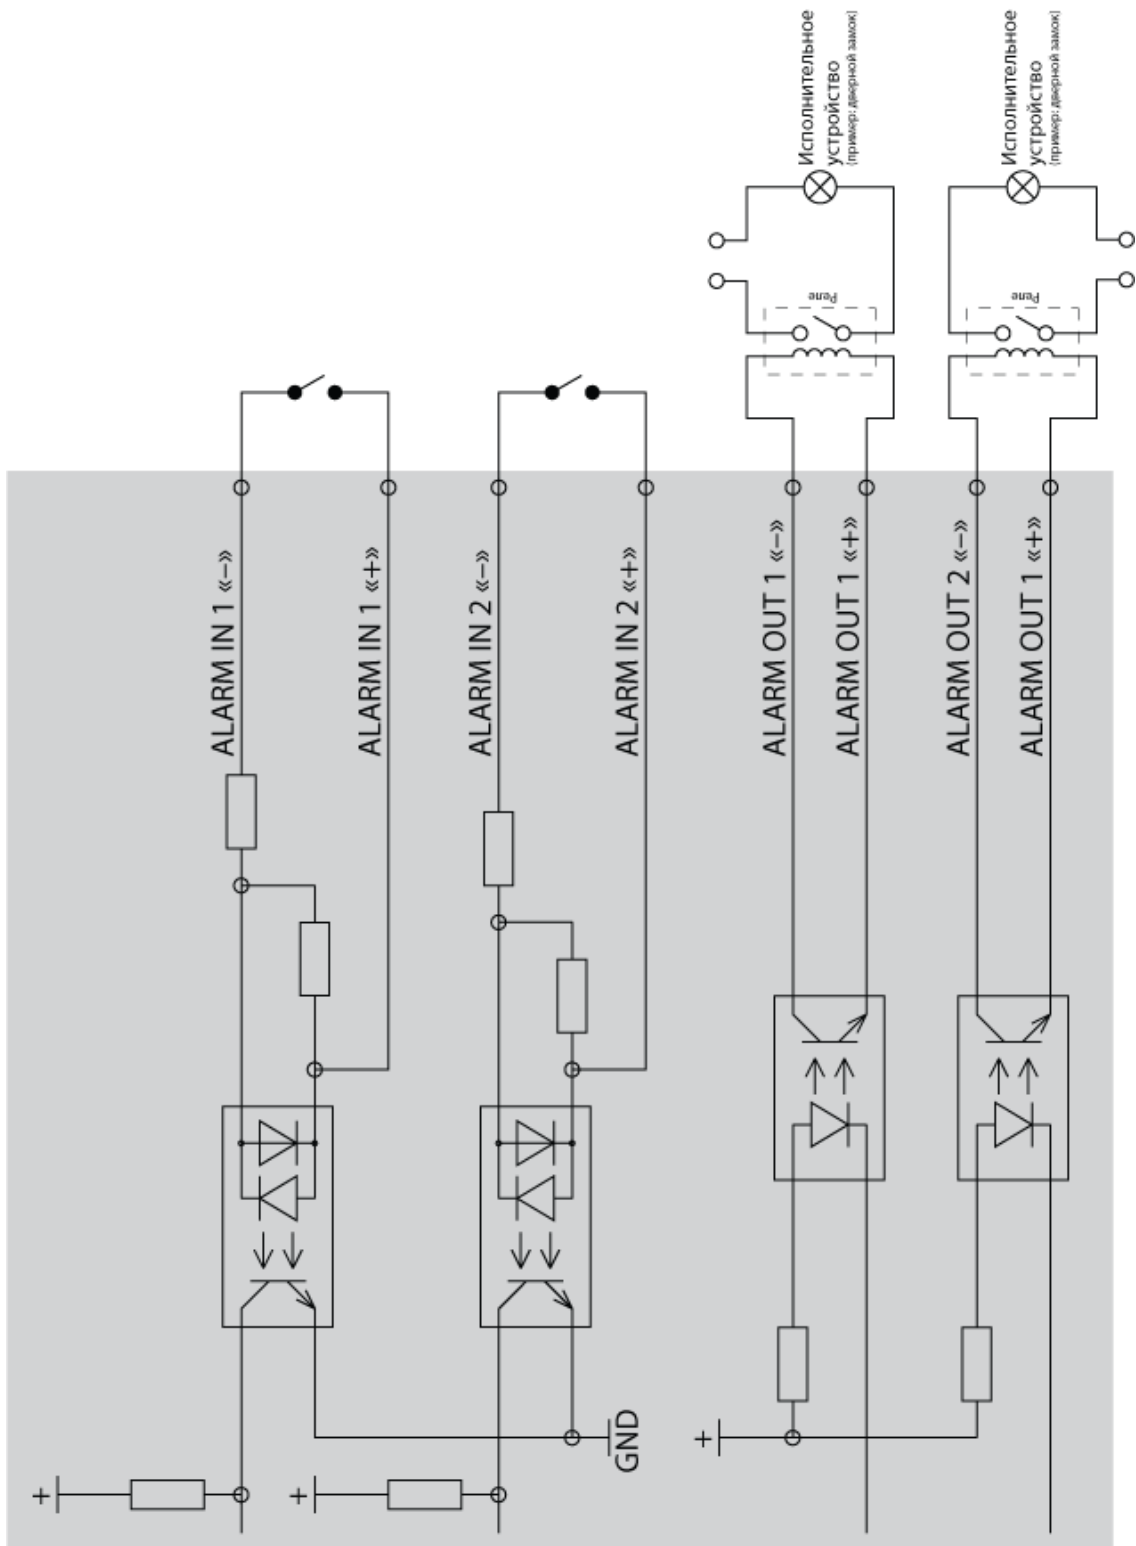 Исполнительное
устройство
(пример: дверной замок)
Исполнительное
устройство
(пример: дверной замок)
Реле
Реле
ALARM IN 1 «–»
ALARM IN 1 «+»
ALARM IN 2 «–»
ALARM IN 2 «+»
ALARM OUT 1 «–»
ALARM OUT 1 «+»
ALARM OUT 2 «–»
ALARM OUT 1 «+»
GND
+
+
+